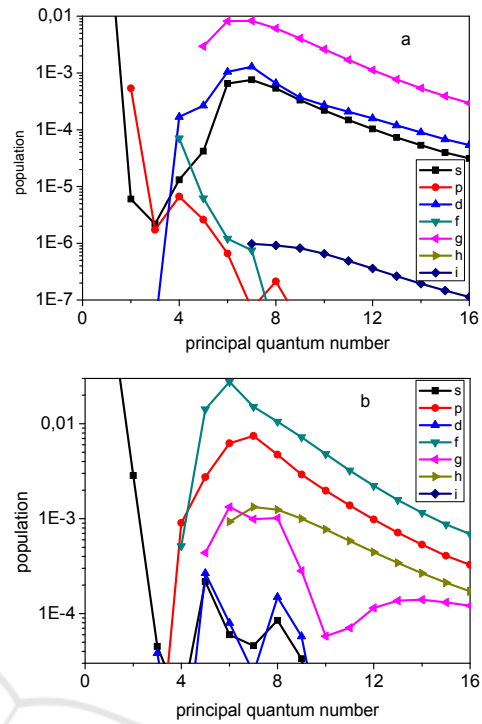 0,01
1E-3
1E-4
1E-5
1E-6
1E-7
population
a
s
p
d
f
g
h
i
0 4 8 12 16
principal quantum number
0,01
1E-3
1E-4
population
b
s
p
d
f
g
h
i
0 4 8 12 16
principal quantum number